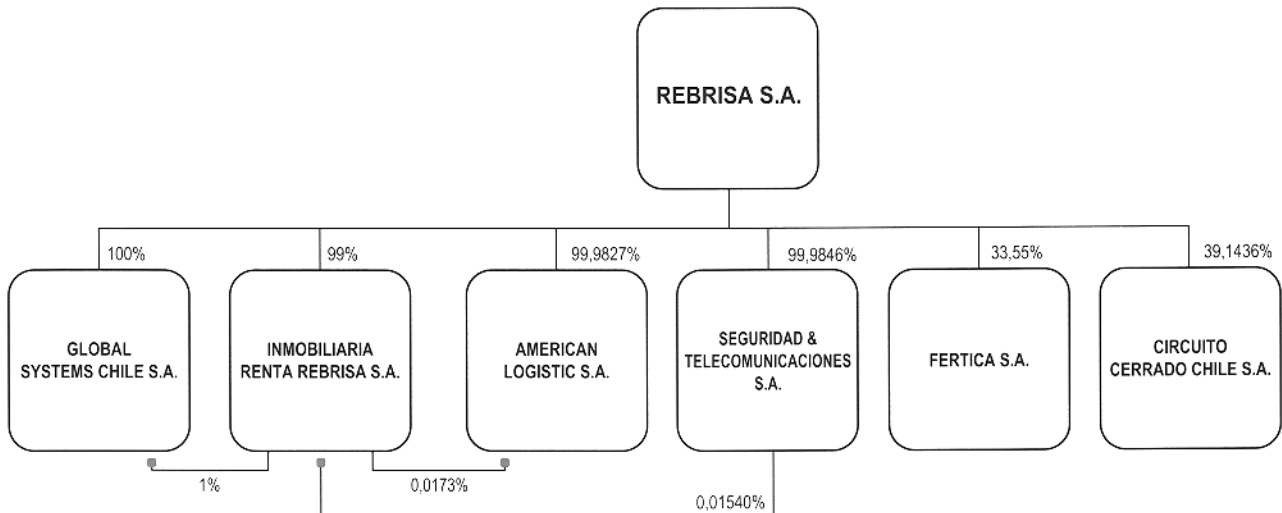 REBRISA S.A.
100%
99%
99,9827%
99,9846%
33,55%
39,1436%
GLOBAL
SYSTEMS CHILE S.A.
INMOBILIARIA
RENTA REBRISA S.A.
AMERICAN
LOGISTIC S.A.
SEGURIDAD &
TELECOMUNICACIONES
S.A.
FERTICA S.A.
CIRCUITO
CERRADO CHILE S.A.
1%
0,0173%
0,01540%